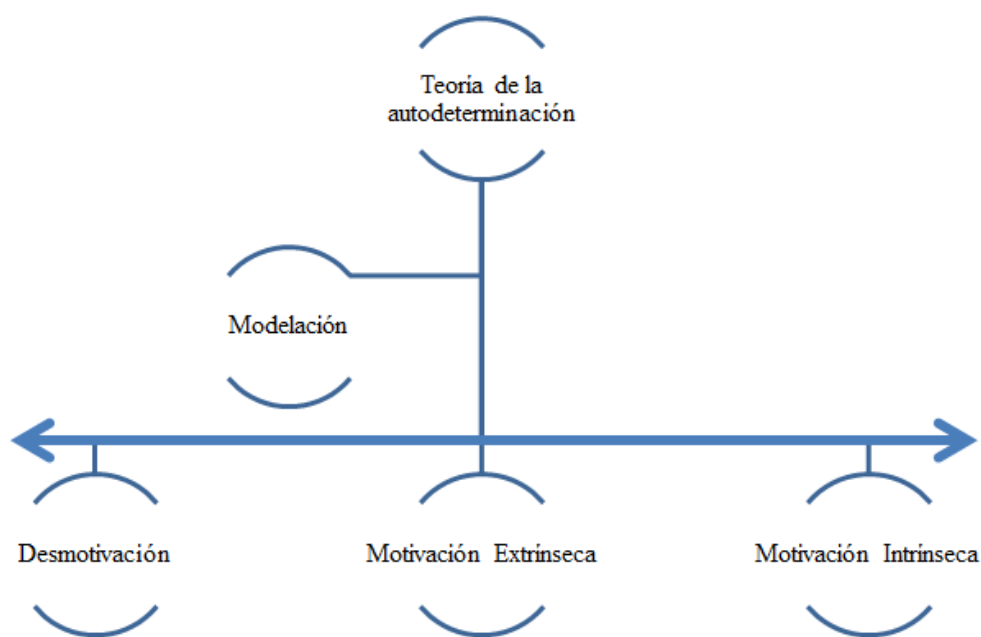 Teoría de la
autodeterminación
Modelación
Desmotivación
Motivación Extrínseca
Motivación Intrínseca